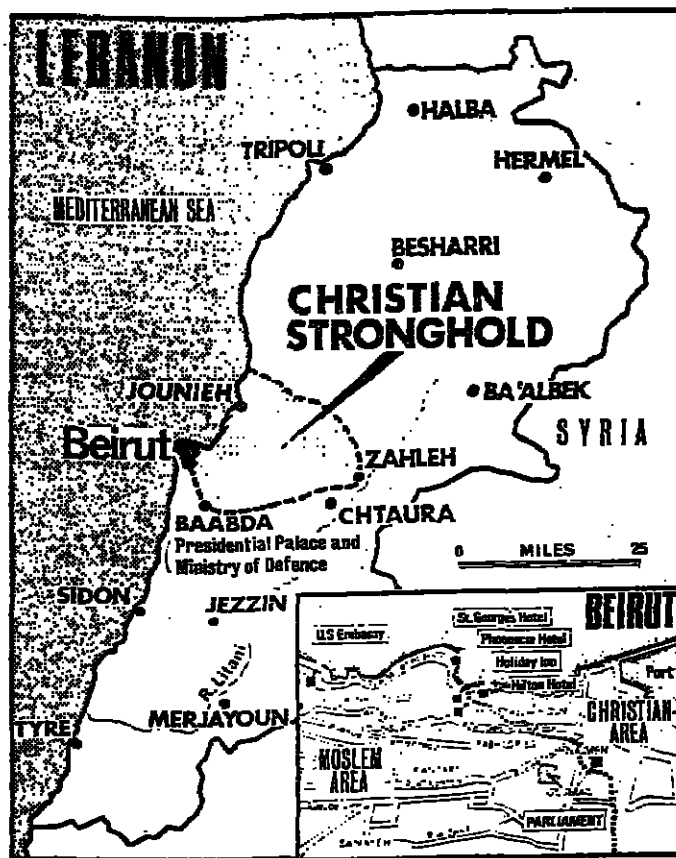 LEBANON
HALBA
TRIPOLI
HERMEL
MEDITERRANEAN SEA
BESHARRI
CHRISTIAN
STRONGHOLD
JOUNIEH
BA'ALBEK
SYRIA
Beirut
ZAHLEH
BAABDA
CHTAURA
Presidential Palace and
Ministry of Defence
0 MILES 25
SIDON
JEZZIN
R. Litani
MERJAYOUN
TYRE
BEIRUT
St. Georges Hotel
U.S Embassy
Phoenicia Hotel
Holiday Inn
Hilton Hotel
Port
CHRISTIAN
AREA
MOSLEM
AREA
PARLIAMENT